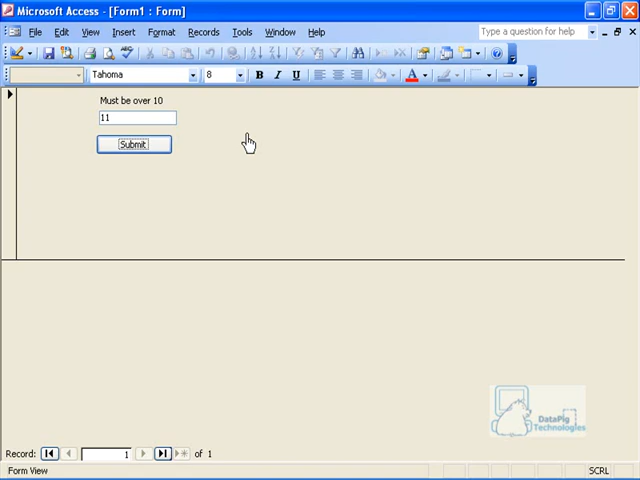 Microsoft Access - [Form1 : Form]
File Edit View Insert Format Records Tools Window Help Type a question for help
Tahoma 8 B I U A
Must be over 10
11
Submit
DataPig
Technologies
Record: 1 of 1
Form View SCRL